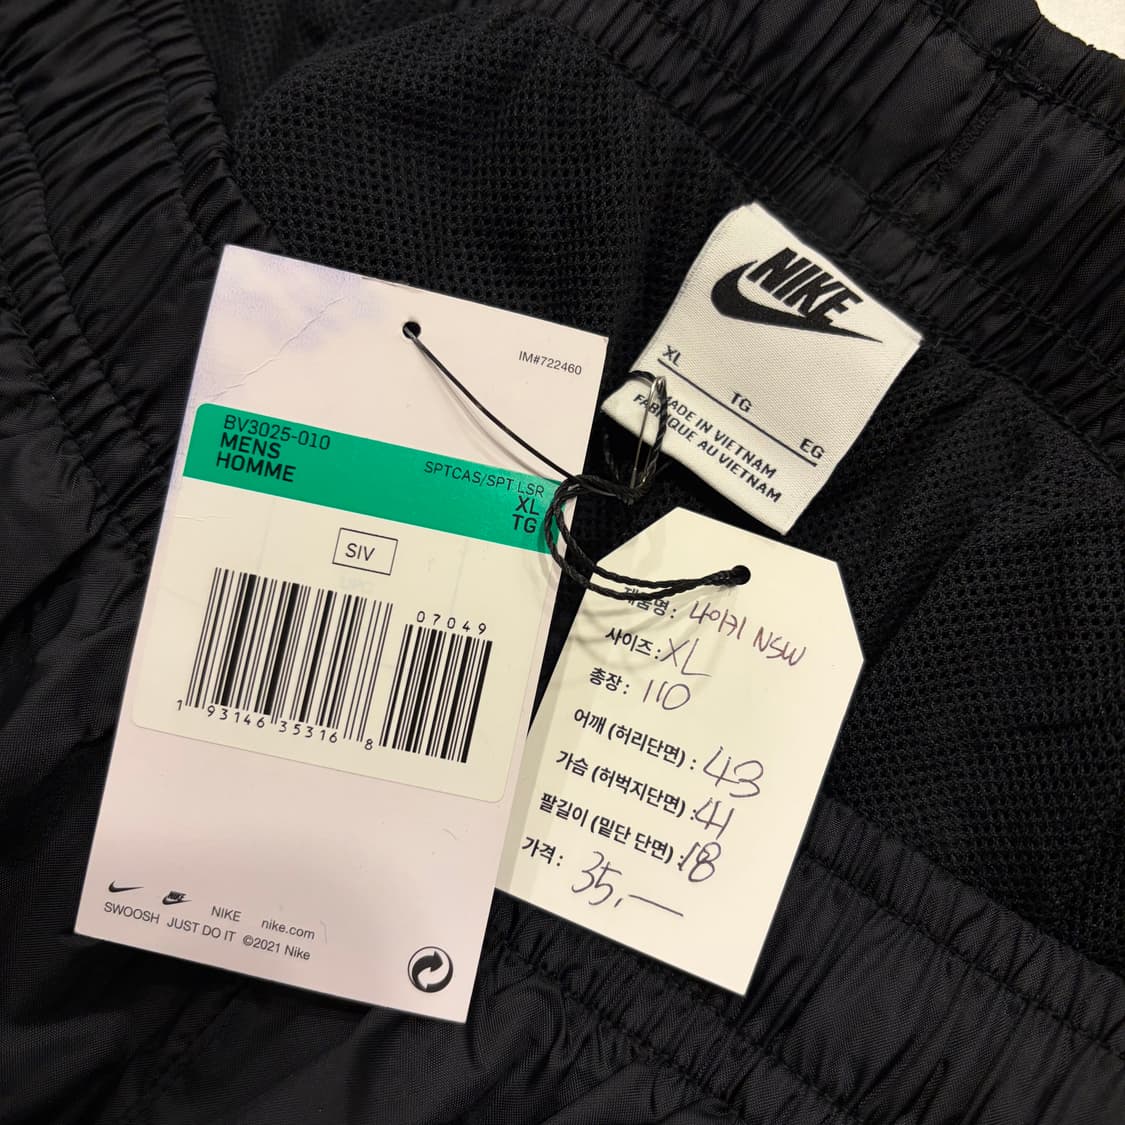 IM#722460
BV3025-010
MENS
HOMME
SPTCAS/SPT LSR
XL
TG
SIV
07049
1 93146 35316 8
NIKE nike.com
SWOOSH JUST DO IT ©2021 Nike
NIKE
XL
TG
EG
MADE IN VIETNAM
FABRIQUE AU VIETNAM
제품명: 나이키 NSW
사이즈: XL
총장: 110
어깨 (허리단면) : 43
가슴 (허벅지단면) : 41
팔길이 (밑단 단면) : 18
가격: 35,—